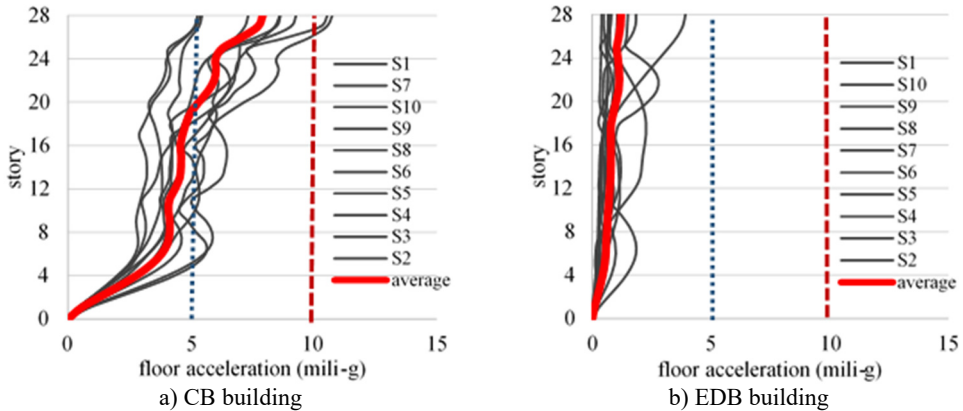 28
24
20
16
12
8
4
0
story
S1
S7
S10
S9
S8
S6
S5
S4
S3
S2
average
0 5 10 15
floor acceleration (mili-g)
a) CB building
28
24
20
16
12
8
4
0
story
S1
S10
S9
S8
S7
S6
S5
S4
S3
S2
average
0 5 10 15
floor acceleration (mili-g)
b) EDB building